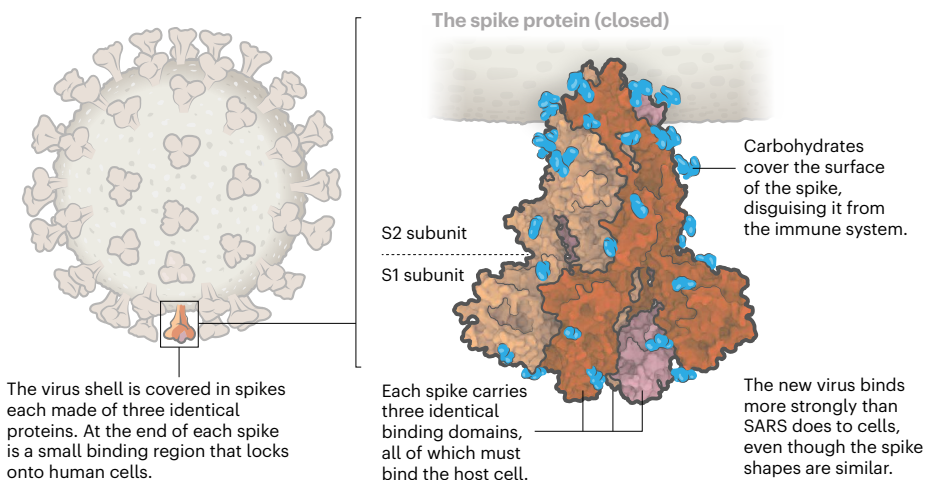 The spike protein (closed)
Carbohydrates
cover the surface
of the spike,
disguising it from
the immune system.
S2 subunit
S1 subunit
The virus shell is covered in spikes
each made of three identical
proteins. At the end of each spike
is a small binding region that locks
onto human cells.
Each spike carries
three identical
binding domains,
all of which must
bind the host cell.
The new virus binds
more strongly than
SARS does to cells,
even though the spike
shapes are similar.